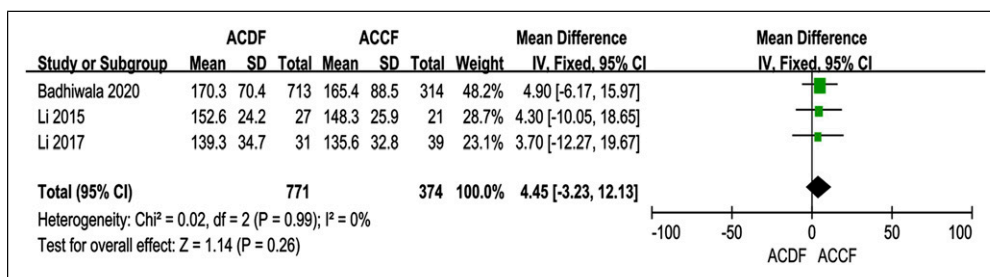 ACDF ACCF Mean Difference Mean Difference
Study or Subgroup Mean SD Total Mean SD Total Weight IV, Fixed, 95% CI IV, Fixed, 95% CI
Badhiwala 2020 170.3 70.4 713 165.4 88.5 314 48.2% 4.90 [-6.17, 15.97]
Li 2015 152.6 24.2 27 148.3 25.9 21 28.7% 4.30 [-10.05, 18.65]
Li 2017 139.3 34.7 31 135.6 32.8 39 23.1% 3.70 [-12.27, 19.67]
Total (95% CI) 771 374 100.0% 4.45 [-3.23, 12.13]
Heterogeneity: Chi² = 0.02, df = 2 (P = 0.99); I² = 0%
Test for overall effect: Z = 1.14 (P = 0.26)
-100 -50 0 50 100
ACDF ACCF